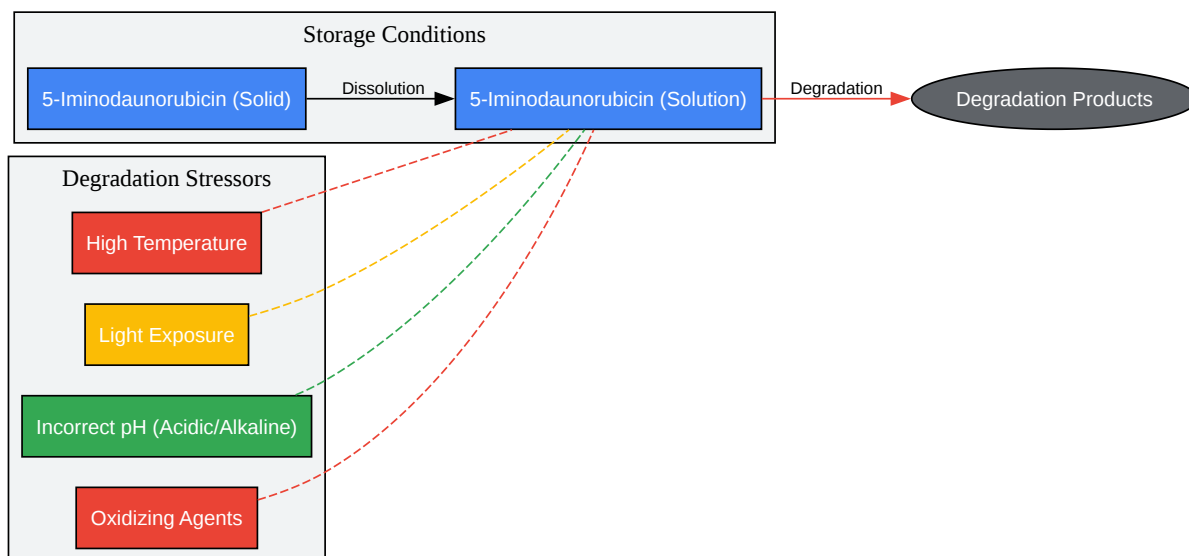 Storage Conditions
5-Iminodaunorubicin (Solid)
Dissolution
5-Iminodaunorubicin (Solution)
Degradation
Degradation Products
Degradation Stressors
High Temperature
Light Exposure
Incorrect pH (Acidic/Alkaline)
Oxidizing Agents